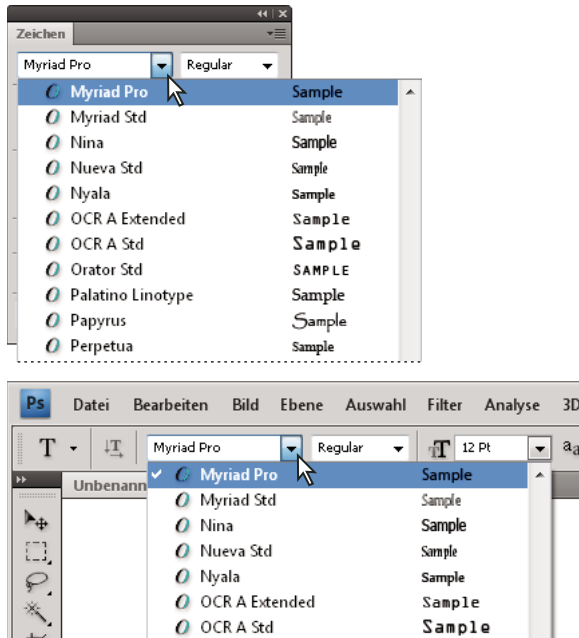 Zeichen
Myriad Pro Regular
Myriad Pro Sample
Myriad Std Sample
Nina Sample
Nueva Std Sample
Nyala Sample
OCR A Extended Sample
OCR A Std Sample
Orator Std SAMPLE
Palatino Linotype Sample
Papyrus Sample
Perpetua Sample
Ps Datei Bearbeiten Bild Ebene Auswahl Filter Analyse 3D
T T Myriad Pro Regular TT 12 Pt aa
Unbenann
Myriad Pro Sample
Myriad Std Sample
Nina Sample
Nueva Std Sample
Nyala Sample
OCR A Extended Sample
OCR A Std Sample